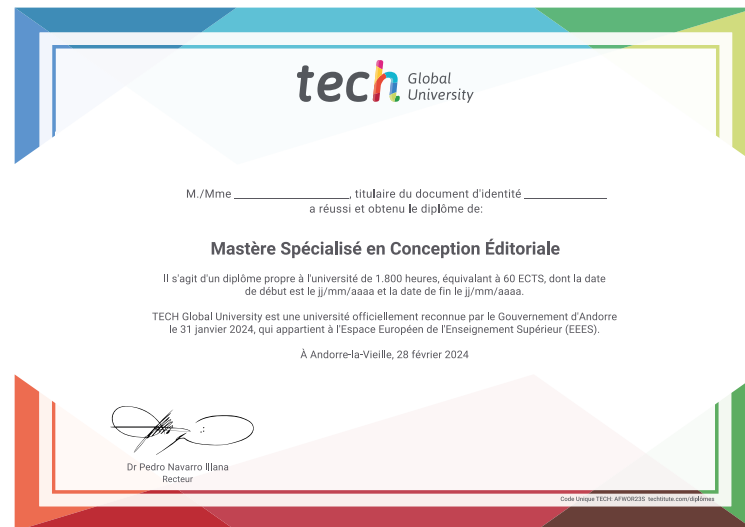 tech Global
University
M./Mme ____________________, titulaire du document d'identité ______________
a réussi et obtenu le diplôme de:
Mastère Spécialisé en Conception Éditoriale
Il s'agit d'un diplôme propre à l'université de 1.800 heures, équivalant à 60 ECTS, dont la date
de début est le jj/mm/aaaa et la date de fin le jj/mm/aaaa.
TECH Global University est une université officiellement reconnue par le Gouvernement d'Andorre
le 31 janvier 2024, qui appartient à l'Espace Européen de l'Enseignement Supérieur (EEES).
À Andorre-la-Vieille, 28 février 2024
Dr Pedro Navarro Illana
Recteur
Code Unique TECH: AFWOR23S techtitute.com/diplômes